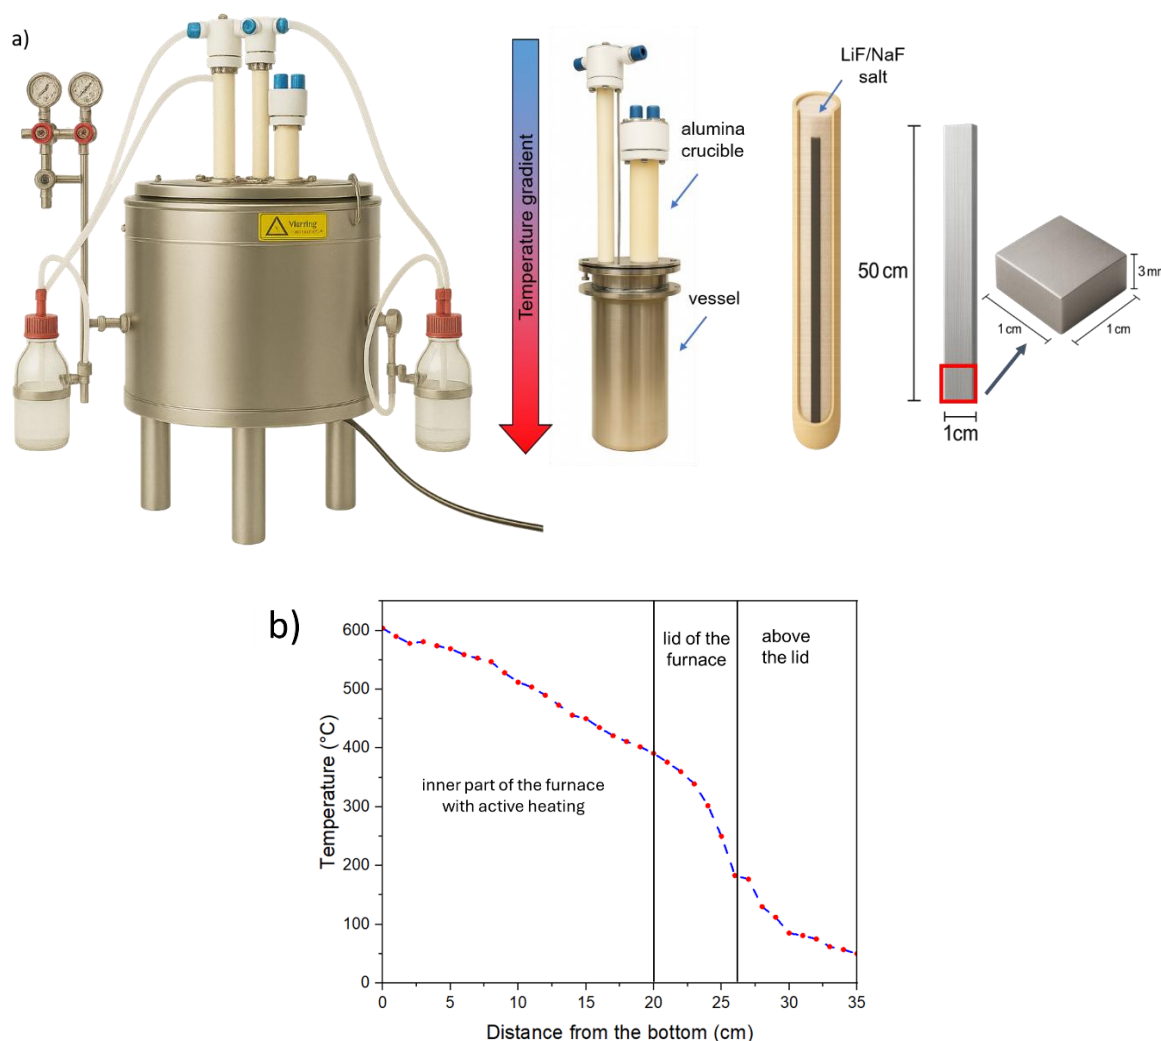 a)
Temperature gradient
alumina
crucible
vessel
LiF/NaF
salt
50 cm
1cm
3 mm
1 cm
1 cm
b)
600
500
400
300
200
100
0
Temperature (°C)
inner part of the furnace
with active heating
lid of the
furnace
above
the lid
0
5
10
15
20
25
30
35
Distance from the bottom (cm)